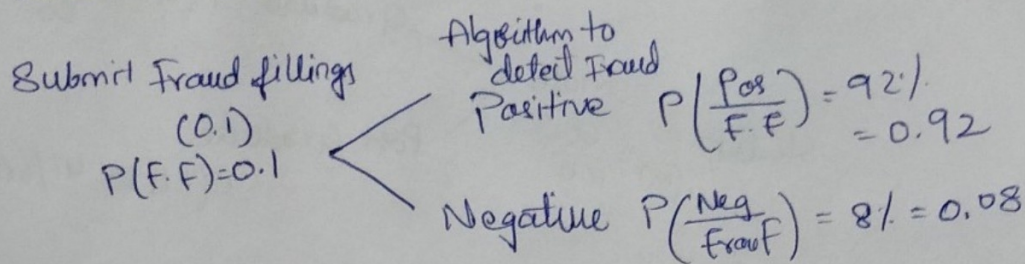 Submit Fraud fillings
(0.1)
P(F.F)=0.1
Algorithm to
detect Fraud
Positive P(Pos/F.F) = 92%
= 0.92
Negative P(Neg/FrauF) = 8% = 0.08